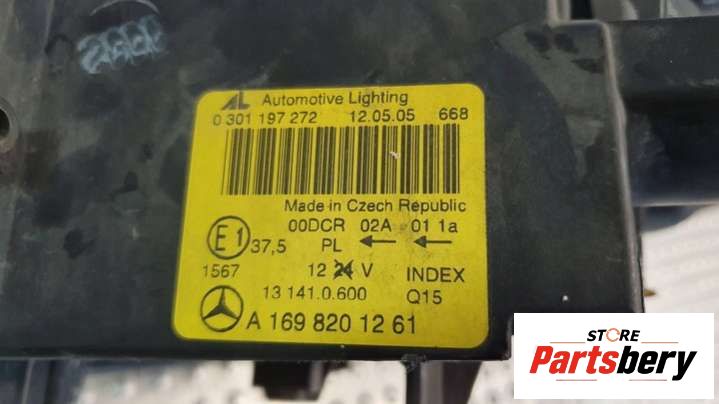 AL Automotive Lighting
0 301 197 272 12.05.05 668
Made in Czech Republic
00DCR 02A 01 1a
E1 37,5 PL
1567 12 24 V INDEX
13 141.0.600 Q15
A 169 820 12 61
STORE
Partsbery